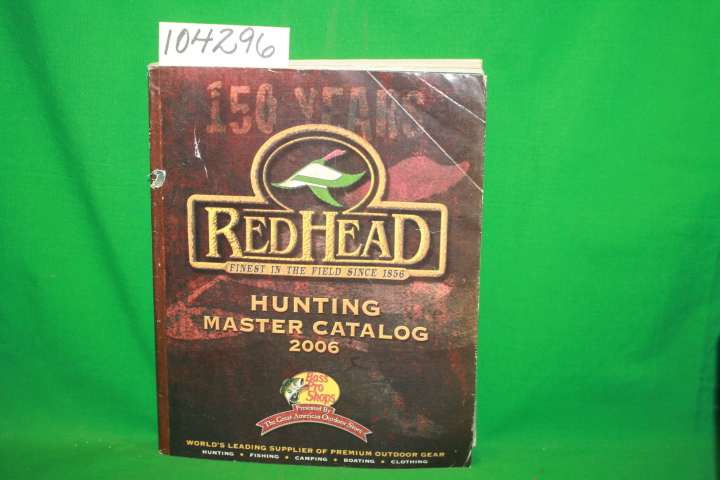 104296
150 YEARS
REDHEAD
FINEST IN THE FIELD SINCE 1856
HUNTING
MASTER CATALOG
2006
Bass
Pro
Shops
Presented By
The Great American Outdoor Store
WORLD'S LEADING SUPPLIER OF PREMIUM OUTDOOR GEAR
HUNTING • FISHING • CAMPING • BOATING • CLOTHING